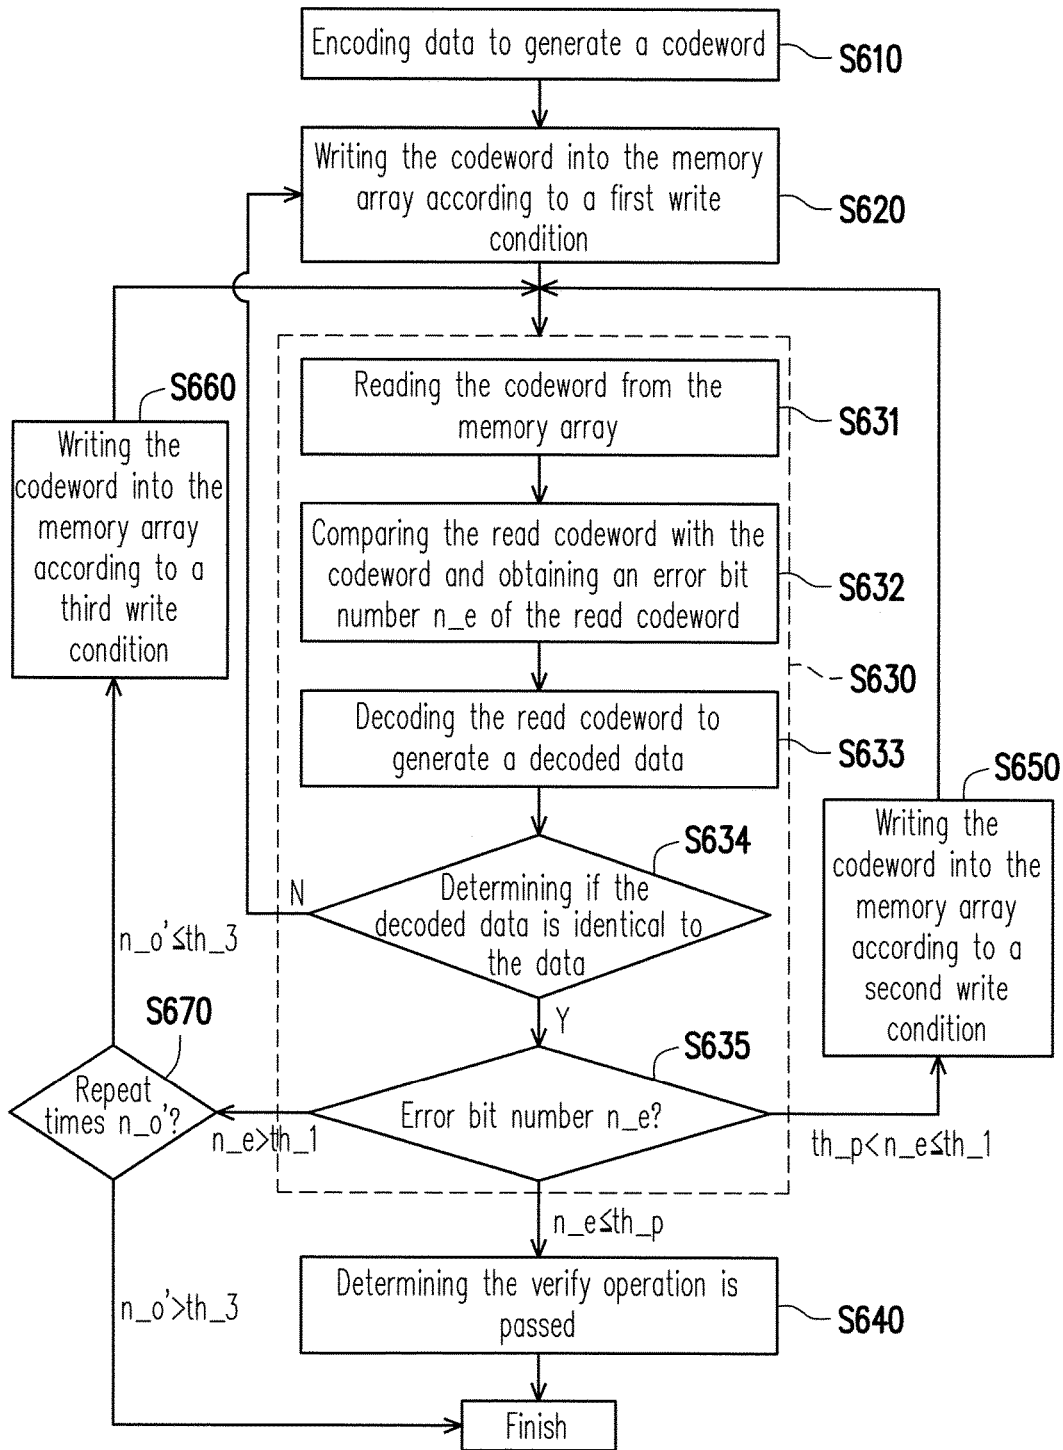 Encoding data to generate a codeword
S610
Writing the codeword into the memory
array according to a first write
condition
S620
Reading the codeword from the
memory array
S631
S660
Writing the
codeword into the
memory array
according to a
third write
condition
Comparing the read codeword with the
codeword and obtaining an error bit
number n_e of the read codeword
S632
S630
Decoding the read codeword to
generate a decoded data
S633
S650
Writing the
codeword into the
memory array
according to a
second write
condition
S634
N
Determining if the
decoded data is identical to
the data
Y
n_o'≤th_3
S670
Repeat
times n_o'?
n_e>th_1
S635
Error bit number n_e?
th_p<n_e≤th_1
n_e≤th_p
Determining the verify operation is
passed
S640
n_o'>th_3
Finish